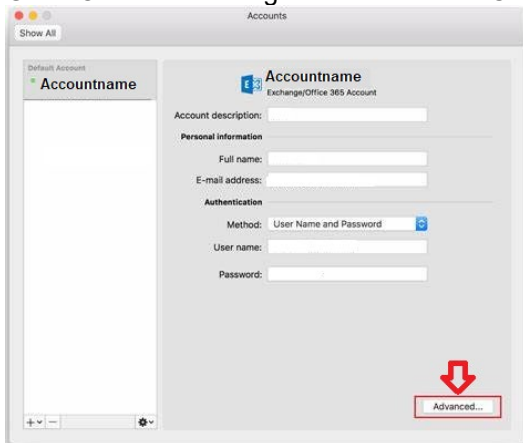 Accounts
Show All
Default Account
Accountname
Accountname
Exchange/Office 365 Account
Account description:
Personal information
Full name:
E-mail address:
Authentication
Method: User Name and Password
User name:
Password:
Advanced...